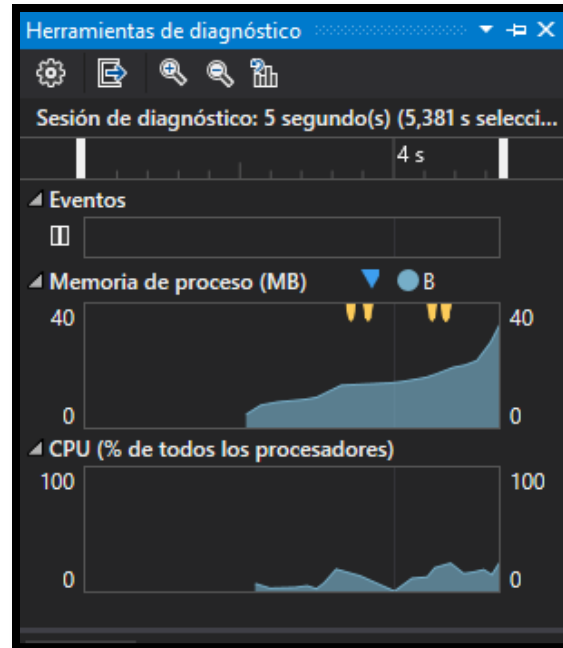 Herramientas de diagnóstico
Sesión de diagnóstico: 5 segundo(s) (5,381 s selecci...
4 s
Eventos
Memoria de proceso (MB) B
40 40
0 0
CPU (% de todos los procesadores)
100 100
0 0